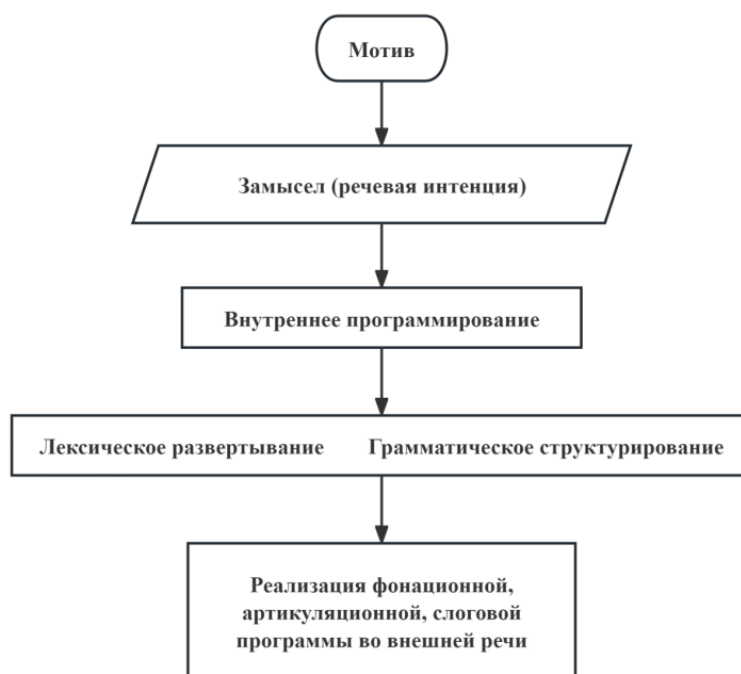 Мотив
Замысел (речевая интенция)
Внутреннее программирование
Лексическое развертывание Грамматическое структурирование
Реализация фонационной,
артикуляционной, слоговой
программы во внешней речи